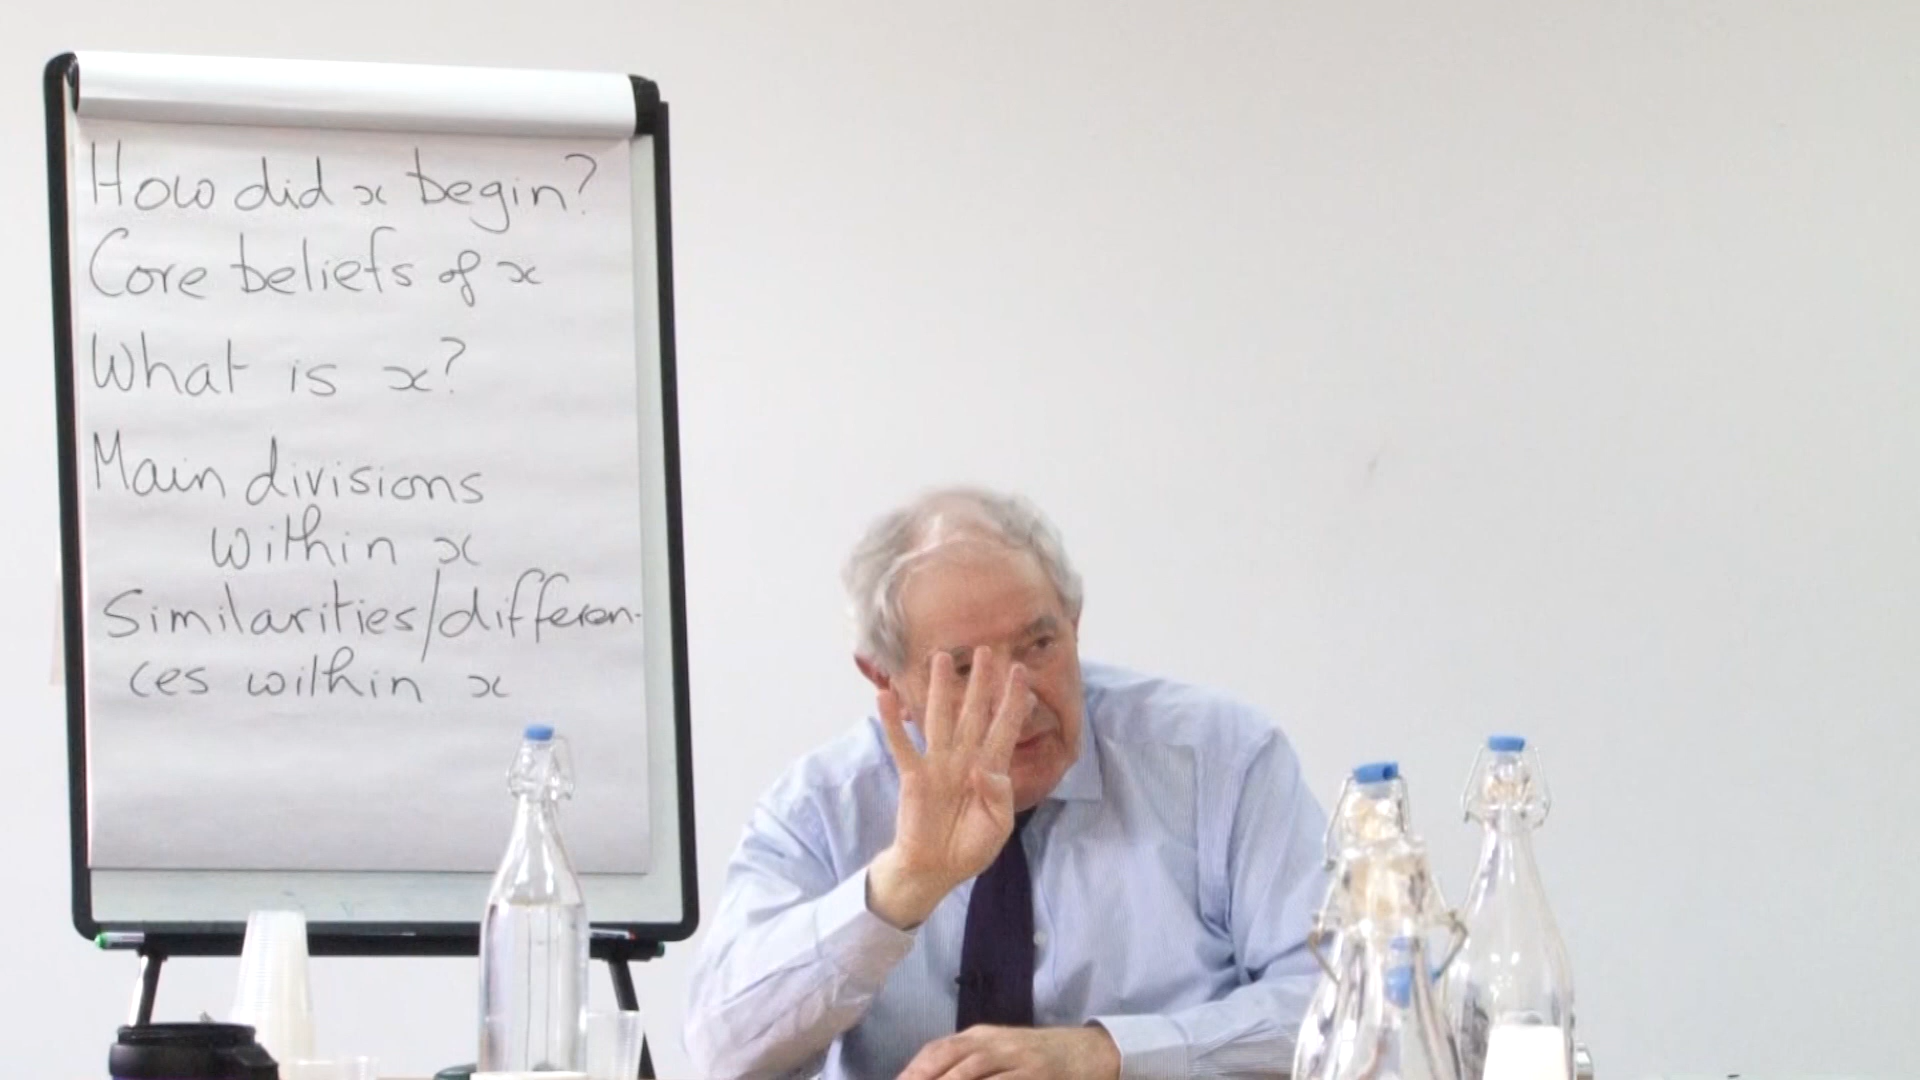 How did x begin?
Core beliefs of x
What is x?
Main divisions
within x
Similarities/differen-
ces within x